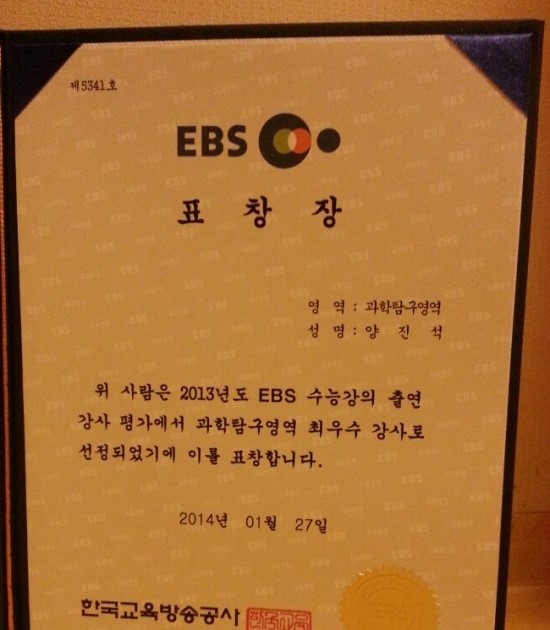 제5341호
EBS
표 창 장
영 역 : 과학탐구영역
성 명 : 양 진 석
위 사람은 2013년도 EBS 수능강의 출연
강사 평가에서 과학탐구영역 최우수 강사로
선정되었기에 이를 표창합니다.
2014년 01월 27일
한국교육방송공사